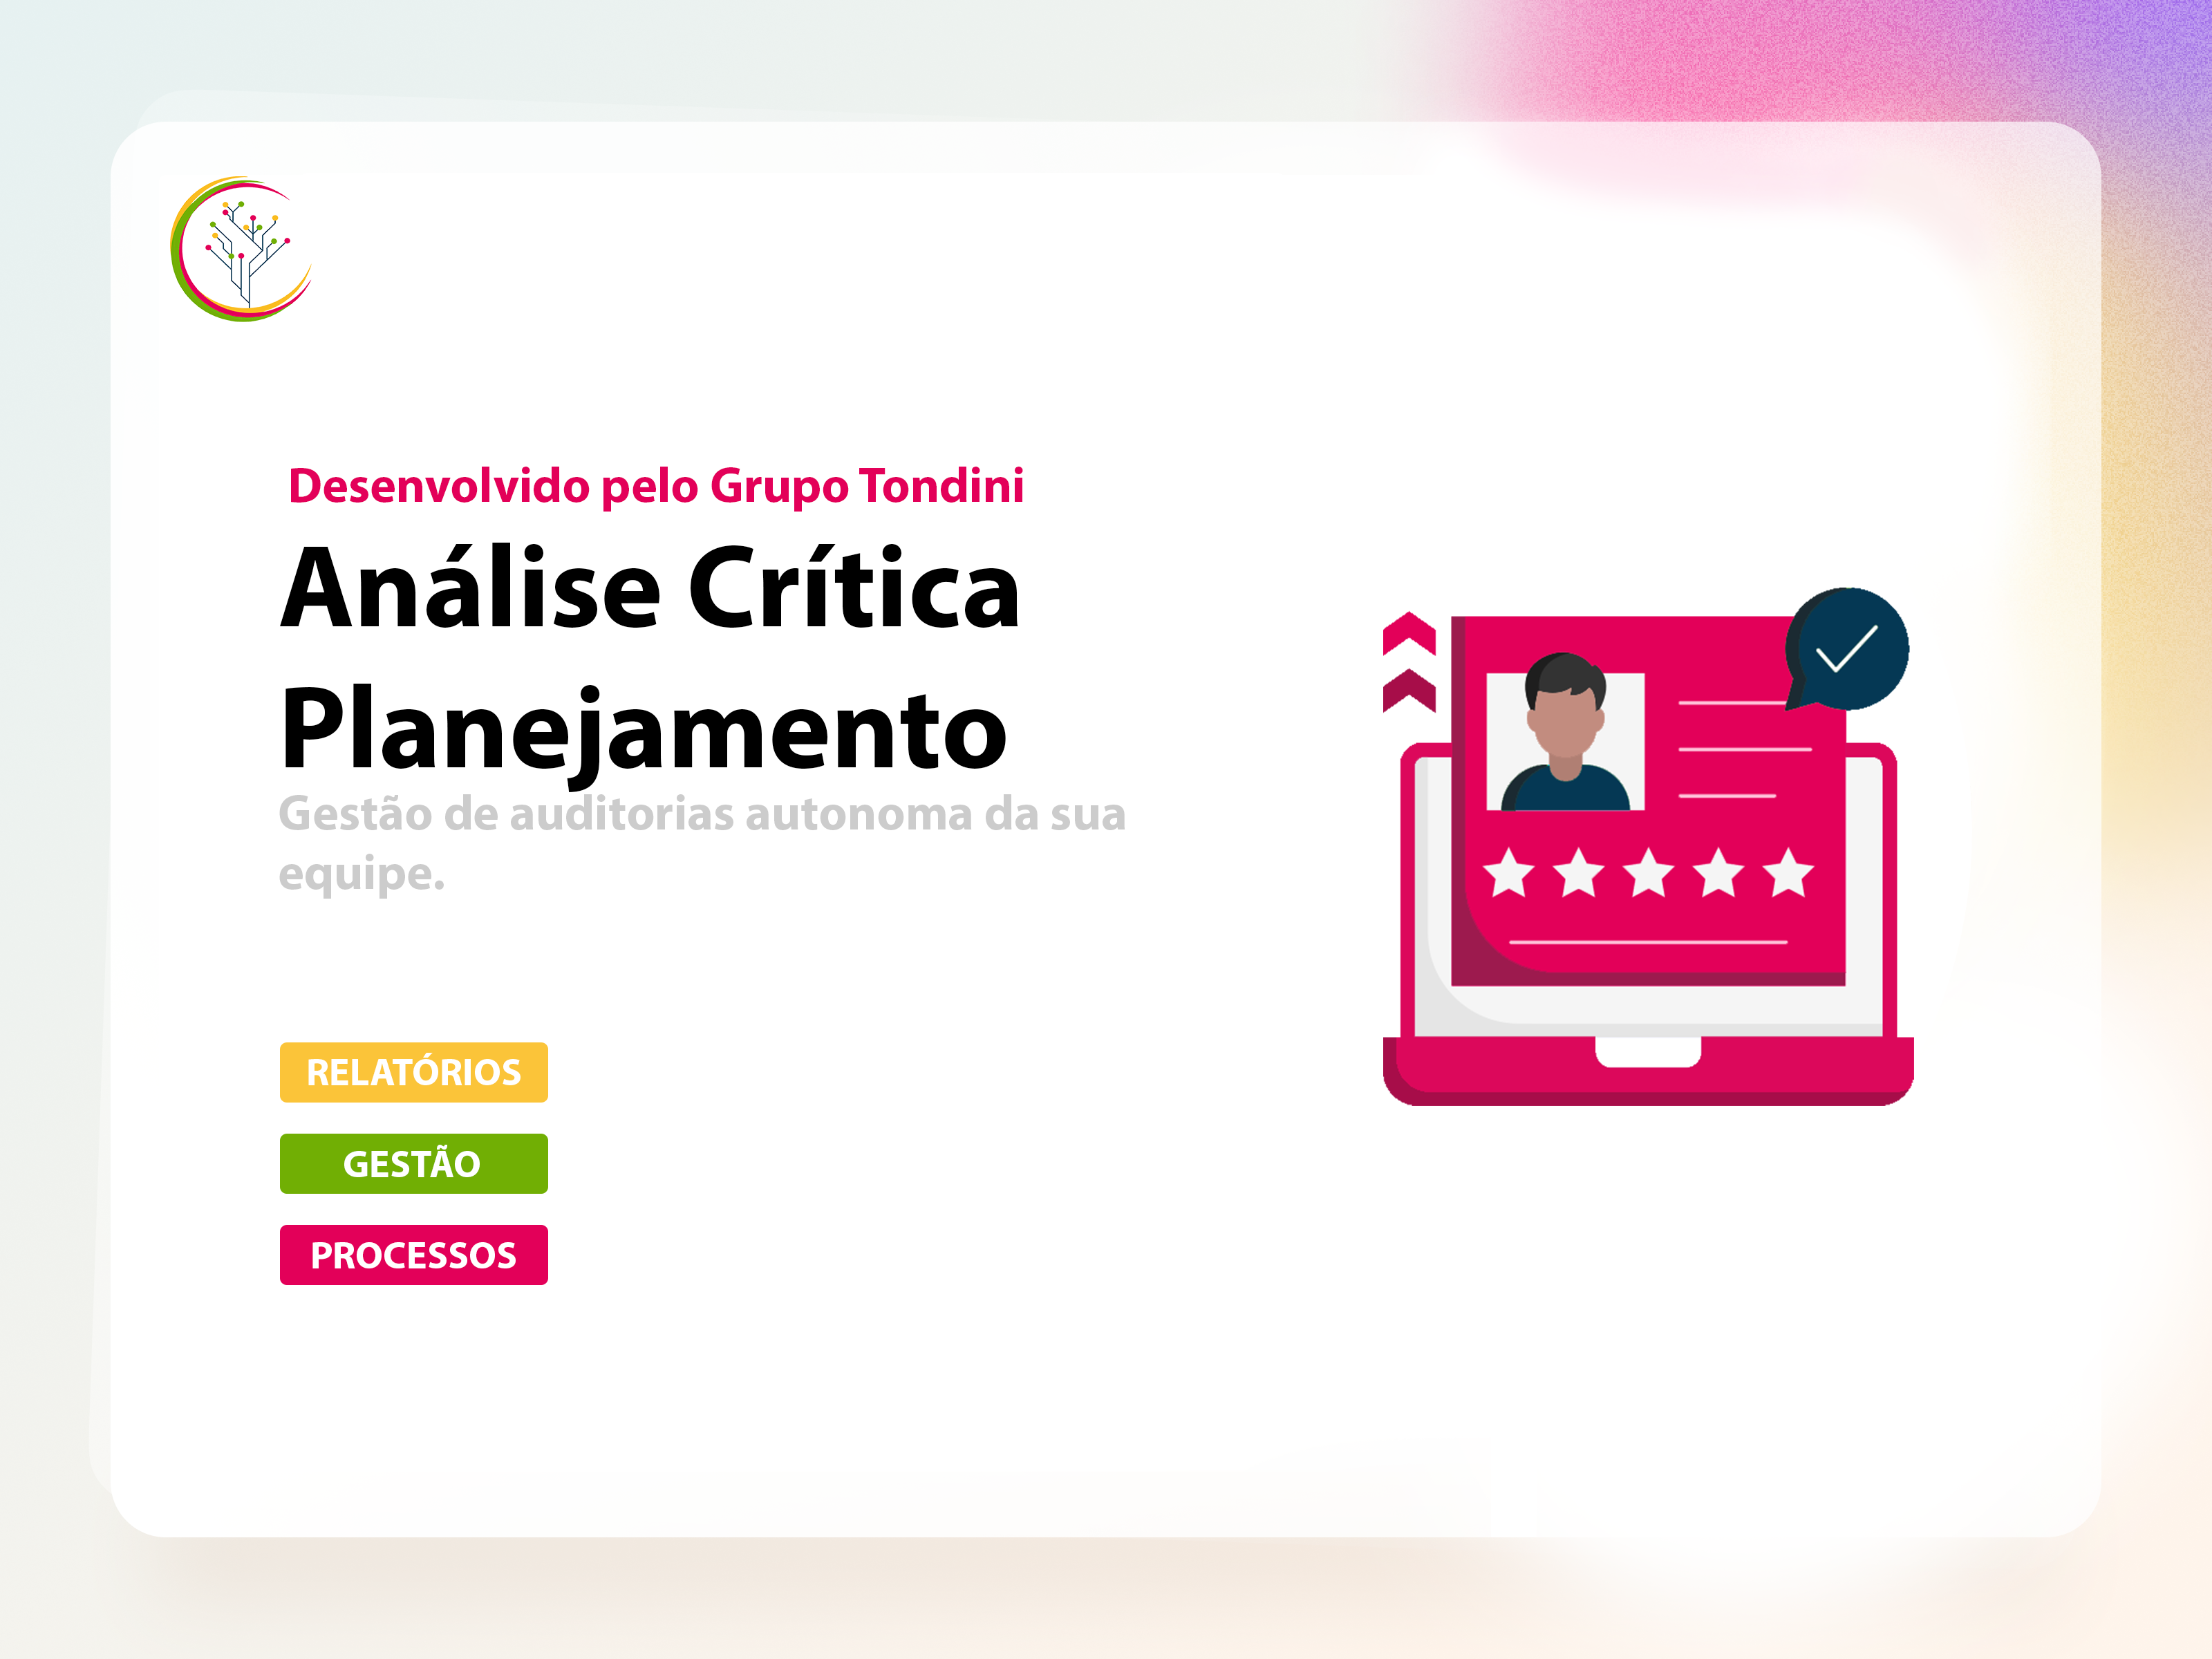 Desenvolvido pelo Grupo Tondini
Análise Crítica
Planejamento
Gestão de auditorias autonoma da sua
equipe.
RELATÓRIOS
GESTÃO
PROCESSOS